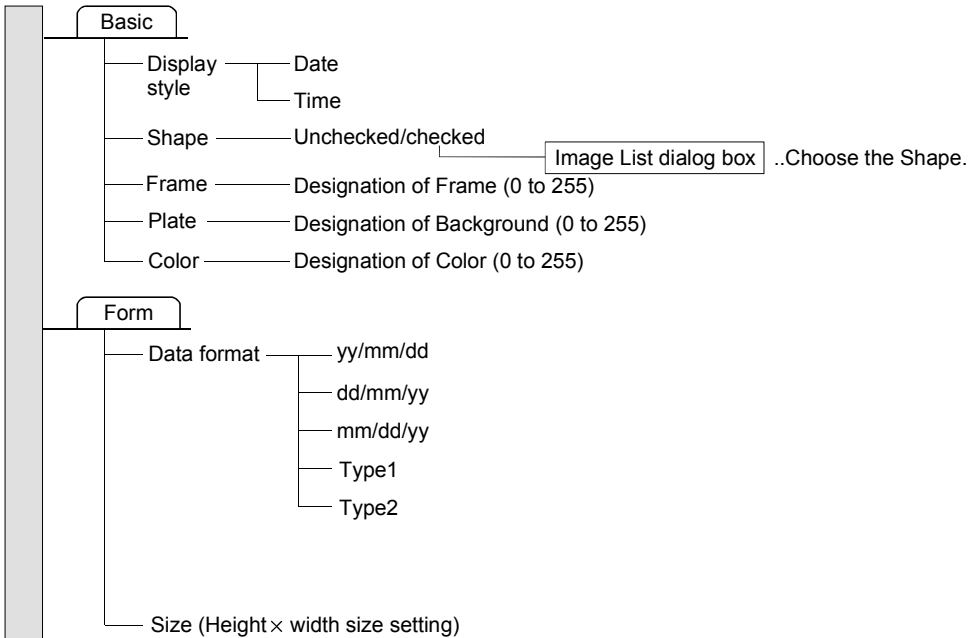 Basic
Display Date
style
Time
Shape Unchecked/checked
Image List dialog box ..Choose the Shape.
Frame Designation of Frame (0 to 255)
Plate Designation of Background (0 to 255)
Color Designation of Color (0 to 255)
Form
Data format yy/mm/dd
dd/mm/yy
mm/dd/yy
Type1
Type2
Size (Height× width size setting)